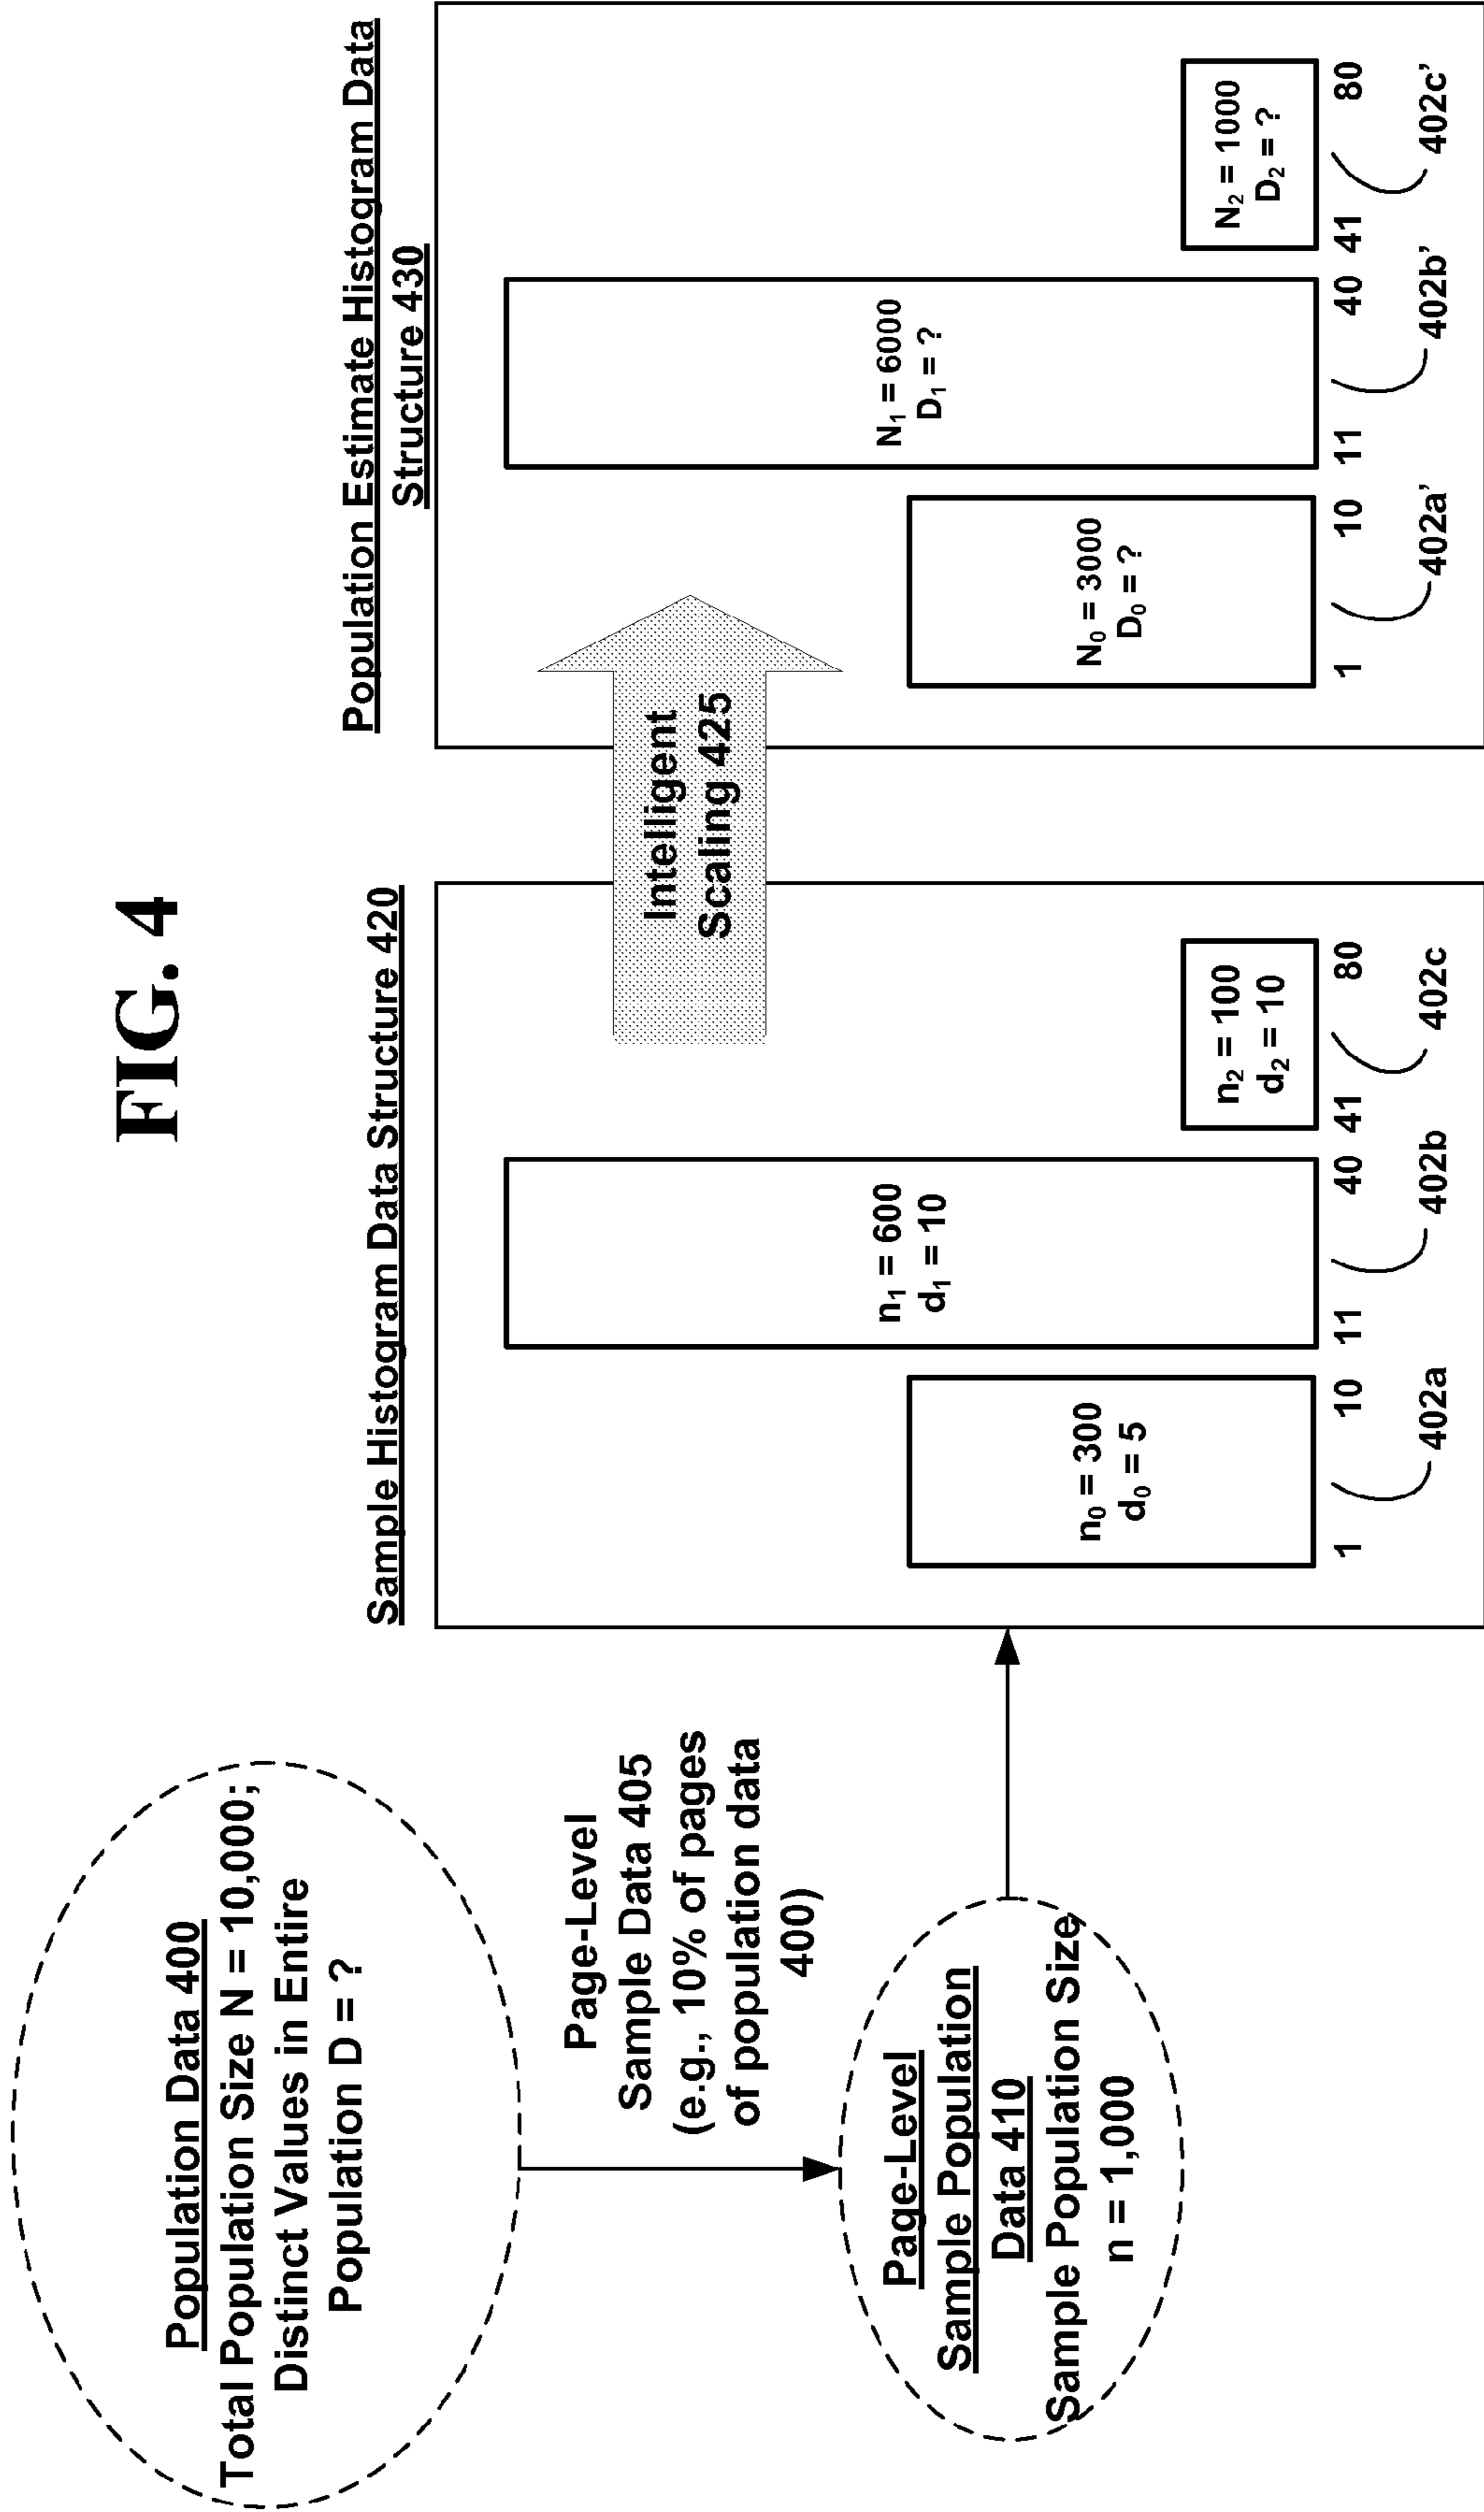 FIG. 4
Population Data 400
Total Population Size N = 10,000;
Distinct Values in Entire
Population D = ?
Page-Level
Sample Data 405
(e.g., 10% of pages
of population data
400)
Page-Level
Sample Population
Data 410
Sample Population Size
n = 1,000
Sample Histogram Data Structure 420
n₀ = 300
d₀ = 5
n₁ = 600
d₁ = 10
n₂ = 100
d₂ = 10
1 10 11 40 41 80
402a 402b 402c
Intelligent
Scaling 425
Population Estimate Histogram Data
Structure 430
N₀ = 3000
D₀ = ?
N₁ = 6000
D₁ = ?
N₂ = 1000
D₂ = ?
1 10 11 40 41 80
402a' 402b' 402c'